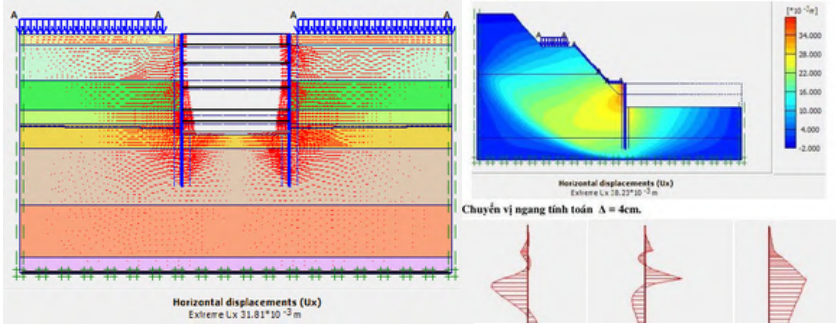 A
A
A
A
Horizontal displacements (Ux)
Extreme Ux 31.81*10 -3 m
A
A
[*10 -3 m]
34.000
28.000
22.000
16.000
10.000
4.000
-2.000
Horizontal displacements (Ux)
Extreme Ux 38.23*10 -3 m
Chuyển vị ngang tính toán Δ = 4cm.